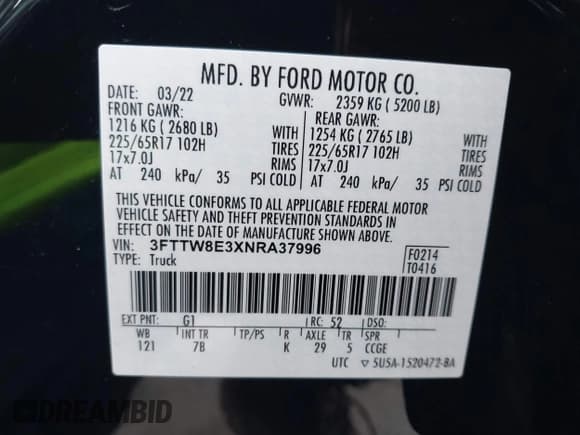 MFD. BY FORD MOTOR CO.
DATE: 03/22 GVWR: 2359 KG ( 5200 LB)
FRONT GAWR: REAR GAWR:
1216 KG ( 2680 LB) WITH 1254 KG ( 2765 LB) WITH
225/65R17 102H TIRES 225/65R17 102H TIRES
17x7.0J RIMS 17x7.0J RIMS
AT 240 kPa/ 35 PSI COLD AT 240 kPa/ 35 PSI COLD
THIS VEHICLE CONFORMS TO ALL APPLICABLE FEDERAL MOTOR
VEHICLE SAFETY AND THEFT PREVENTION STANDARDS IN
EFFECT ON THE DATE OF MANUFACTURE SHOWN ABOVE.
VIN: 3FTTW8E3XNRA37996 F0214
TYPE: Truck T0416
EXT PNT: G1 RC: 52 DSO:
WB INT TR TP/PS R AXLE TR SPR
121 7B K 29 5 CCGE
UTC ▽ 5U5A-1520472-BA
DREAMBID